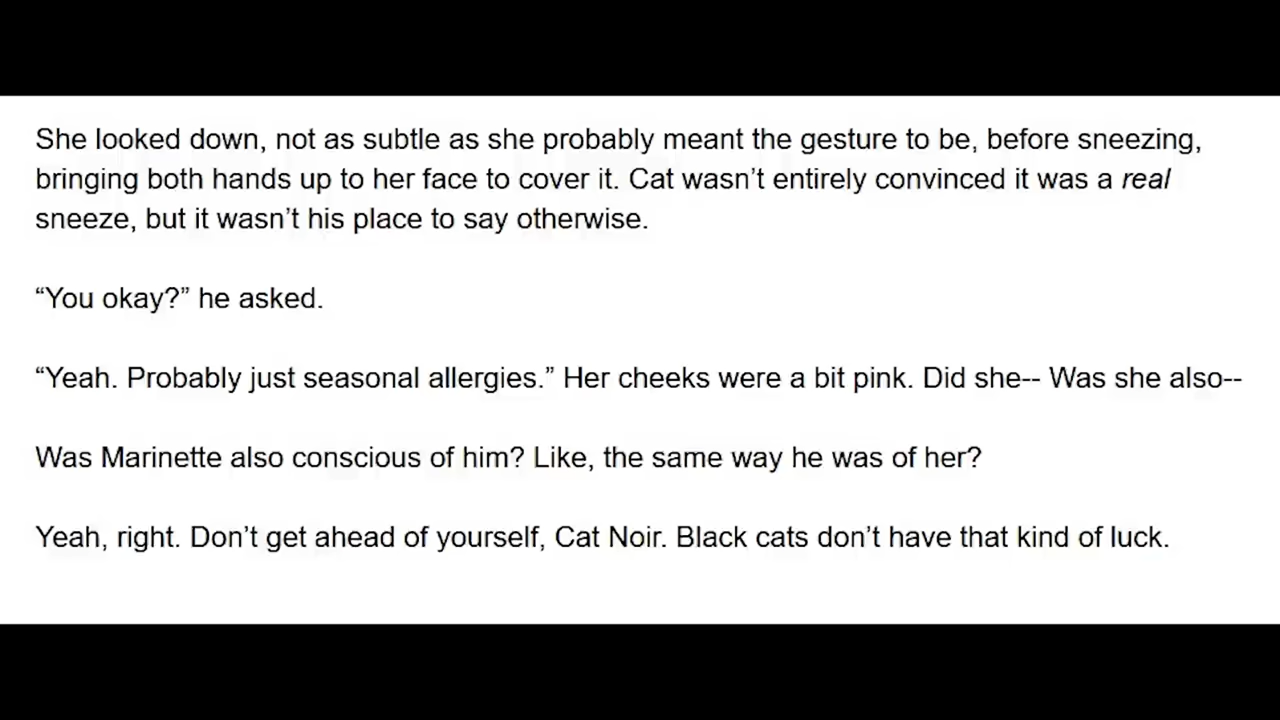 She looked down, not as subtle as she probably meant the gesture to be, before sneezing,
bringing both hands up to her face to cover it. Cat wasn’t entirely convinced it was a real
sneeze, but it wasn’t his place to say otherwise.
“You okay?” he asked.
“Yeah. Probably just seasonal allergies.” Her cheeks were a bit pink. Did she-- Was she also--
Was Marinette also conscious of him? Like, the same way he was of her?
Yeah, right. Don’t get ahead of yourself, Cat Noir. Black cats don’t have that kind of luck.